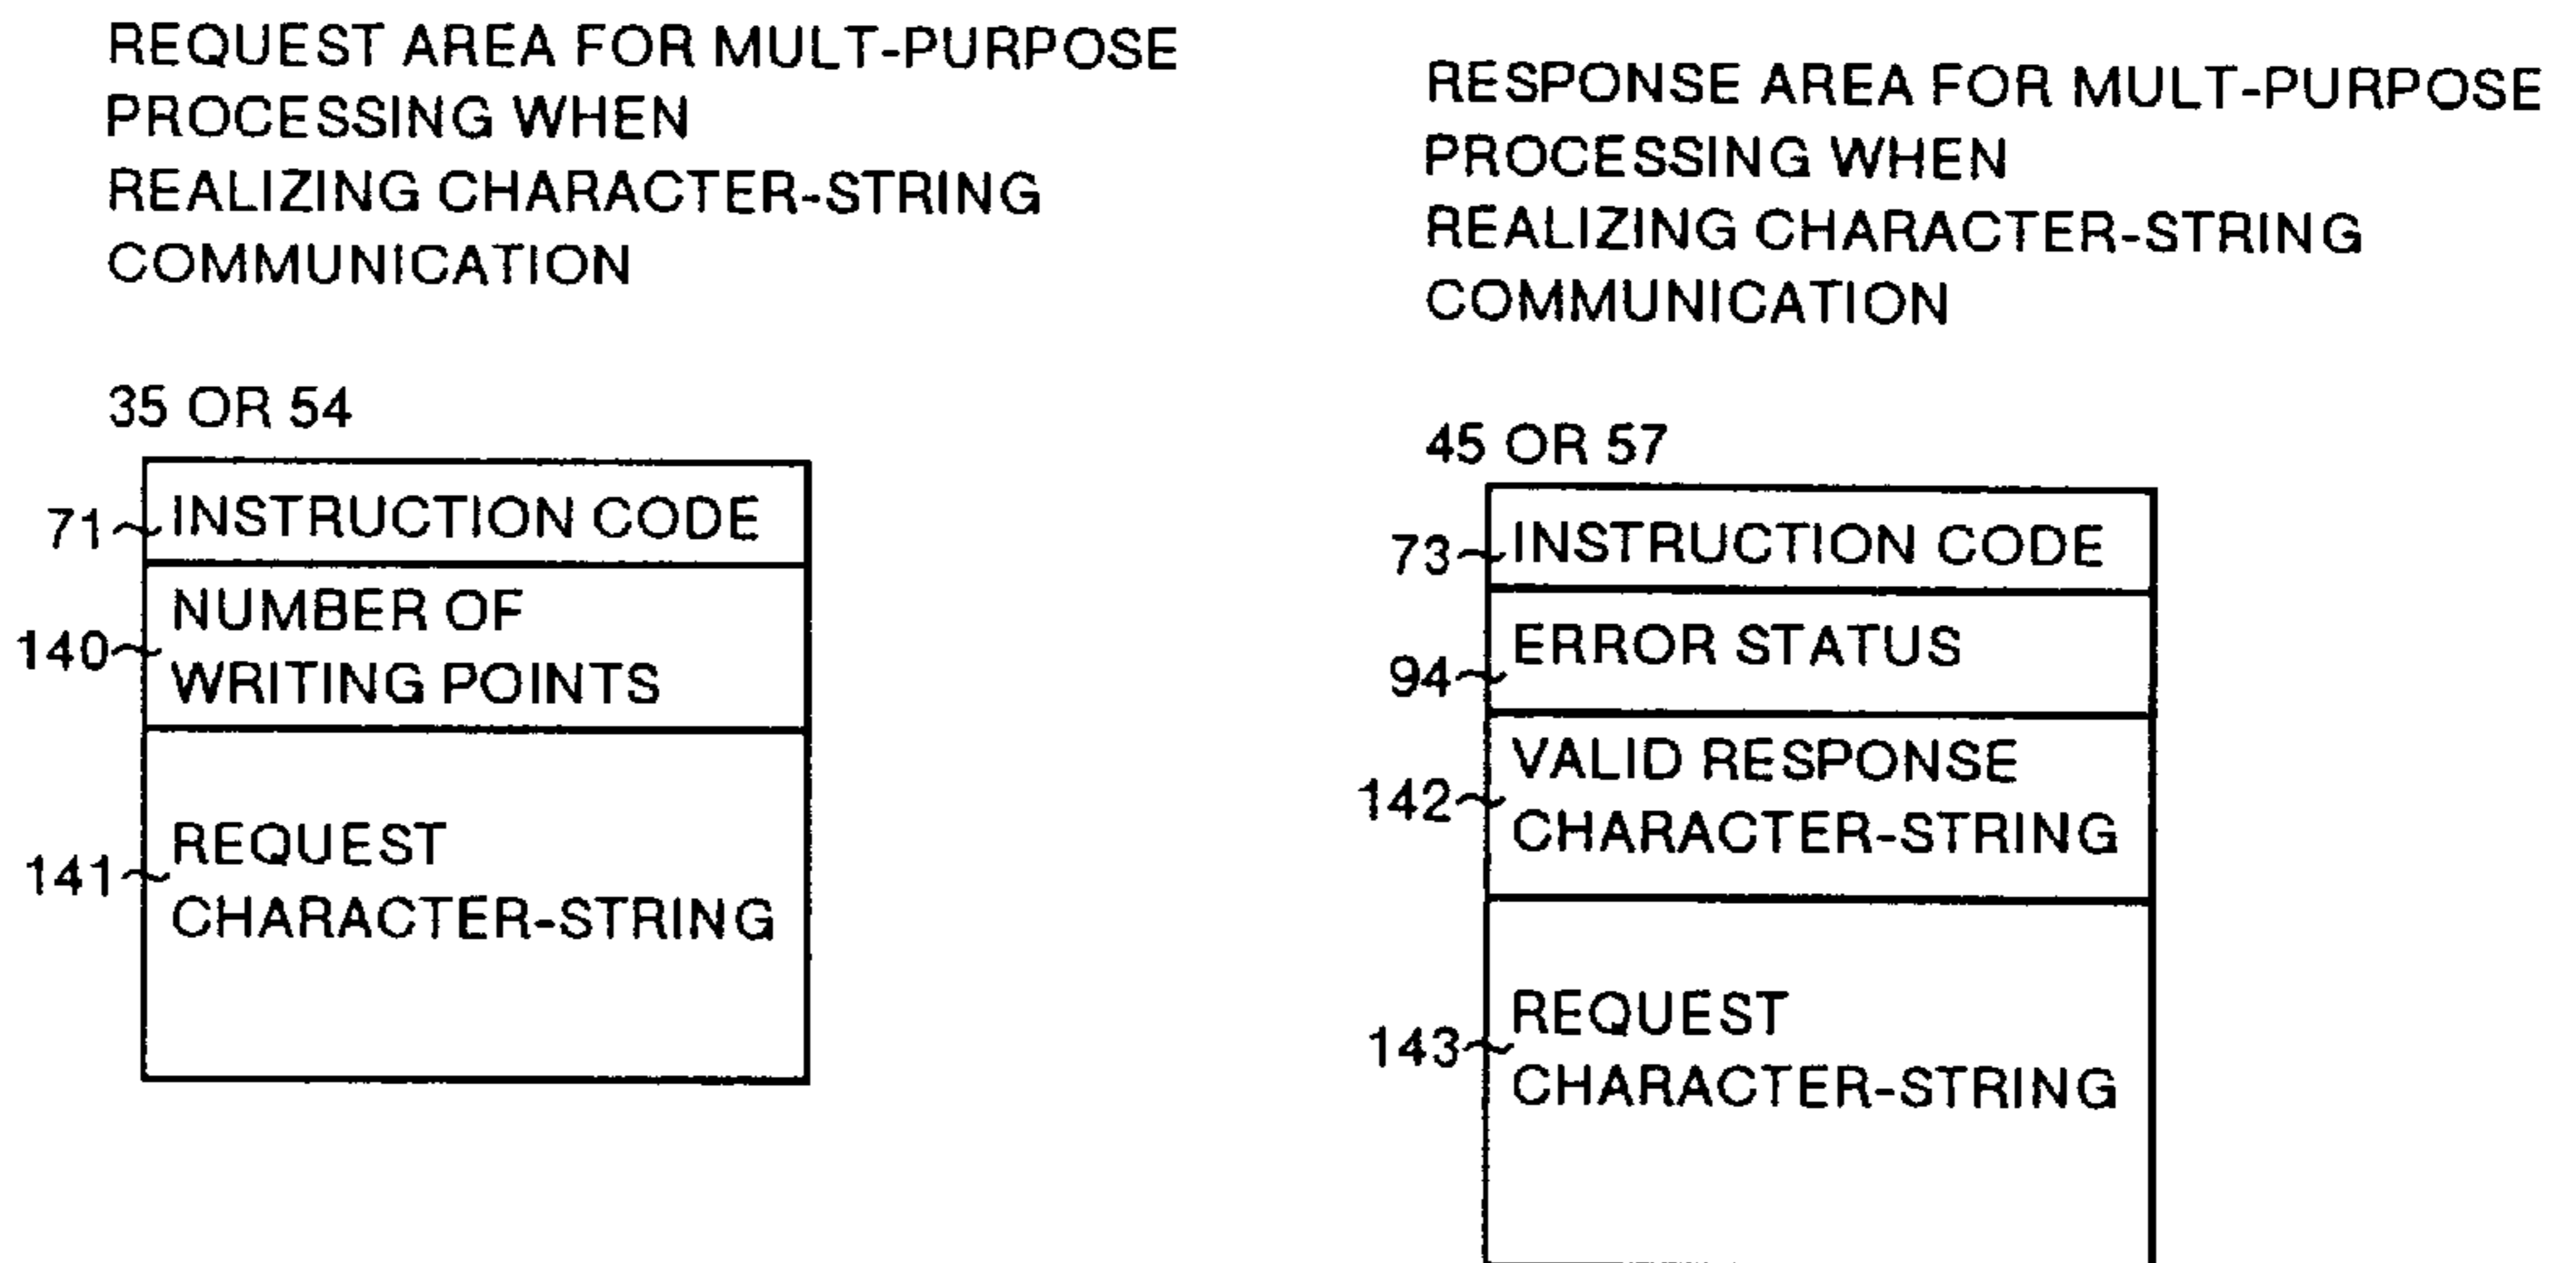 REQUEST AREA FOR MULT-PURPOSE
PROCESSING WHEN
REALIZING CHARACTER-STRING
COMMUNICATION
35 OR 54
71 INSTRUCTION CODE
NUMBER OF
140
WRITING POINTS
REQUEST
141
CHARACTER-STRING
RESPONSE AREA FOR MULT-PURPOSE
PROCESSING WHEN
REALIZING CHARACTER-STRING
COMMUNICATION
45 OR 57
73 INSTRUCTION CODE
94 ERROR STATUS
VALID RESPONSE
142
CHARACTER-STRING
REQUEST
143
CHARACTER-STRING